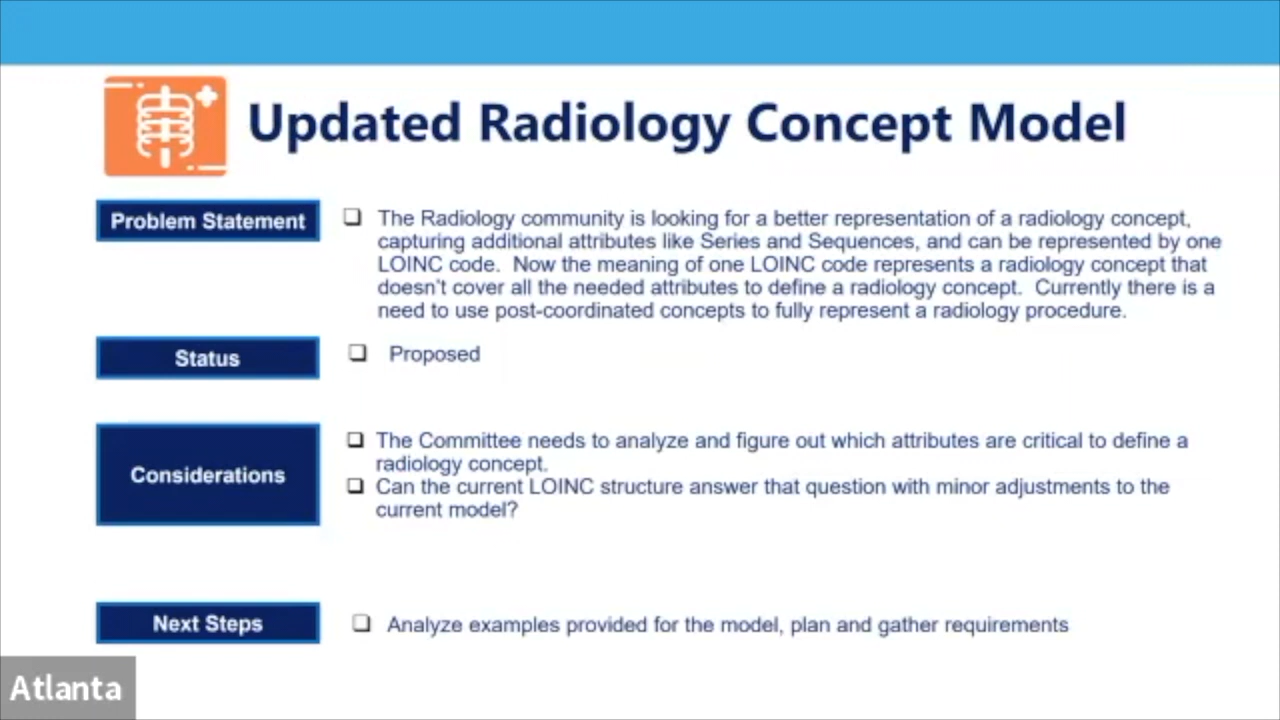 Updated Radiology Concept Model
Problem Statement
The Radiology community is looking for a better representation of a radiology concept,
capturing additional attributes like Series and Sequences, and can be represented by one
LOINC code.  Now the meaning of one LOINC code represents a radiology concept that
doesn't cover all the needed attributes to define a radiology concept.  Currently there is a
need to use post-coordinated concepts to fully represent a radiology procedure.
Status
Proposed
Considerations
The Committee needs to analyze and figure out which attributes are critical to define a
radiology concept.
Can the current LOINC structure answer that question with minor adjustments to the
current model?
Next Steps
Analyze examples provided for the model, plan and gather requirements
Atlanta